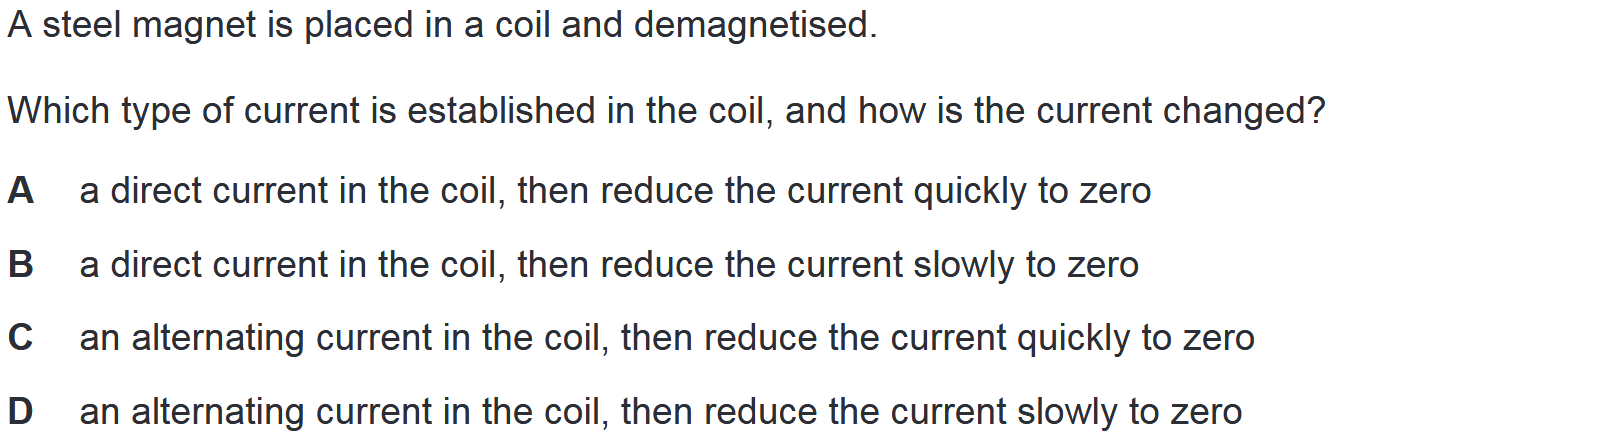 A steel magnet is placed in a coil and demagnetised.
Which type of current is established in the coil, and how is the current changed?
A a direct current in the coil, then reduce the current quickly to zero
B a direct current in the coil, then reduce the current slowly to zero
C an alternating current in the coil, then reduce the current quickly to zero
D an alternating current in the coil, then reduce the current slowly to zero